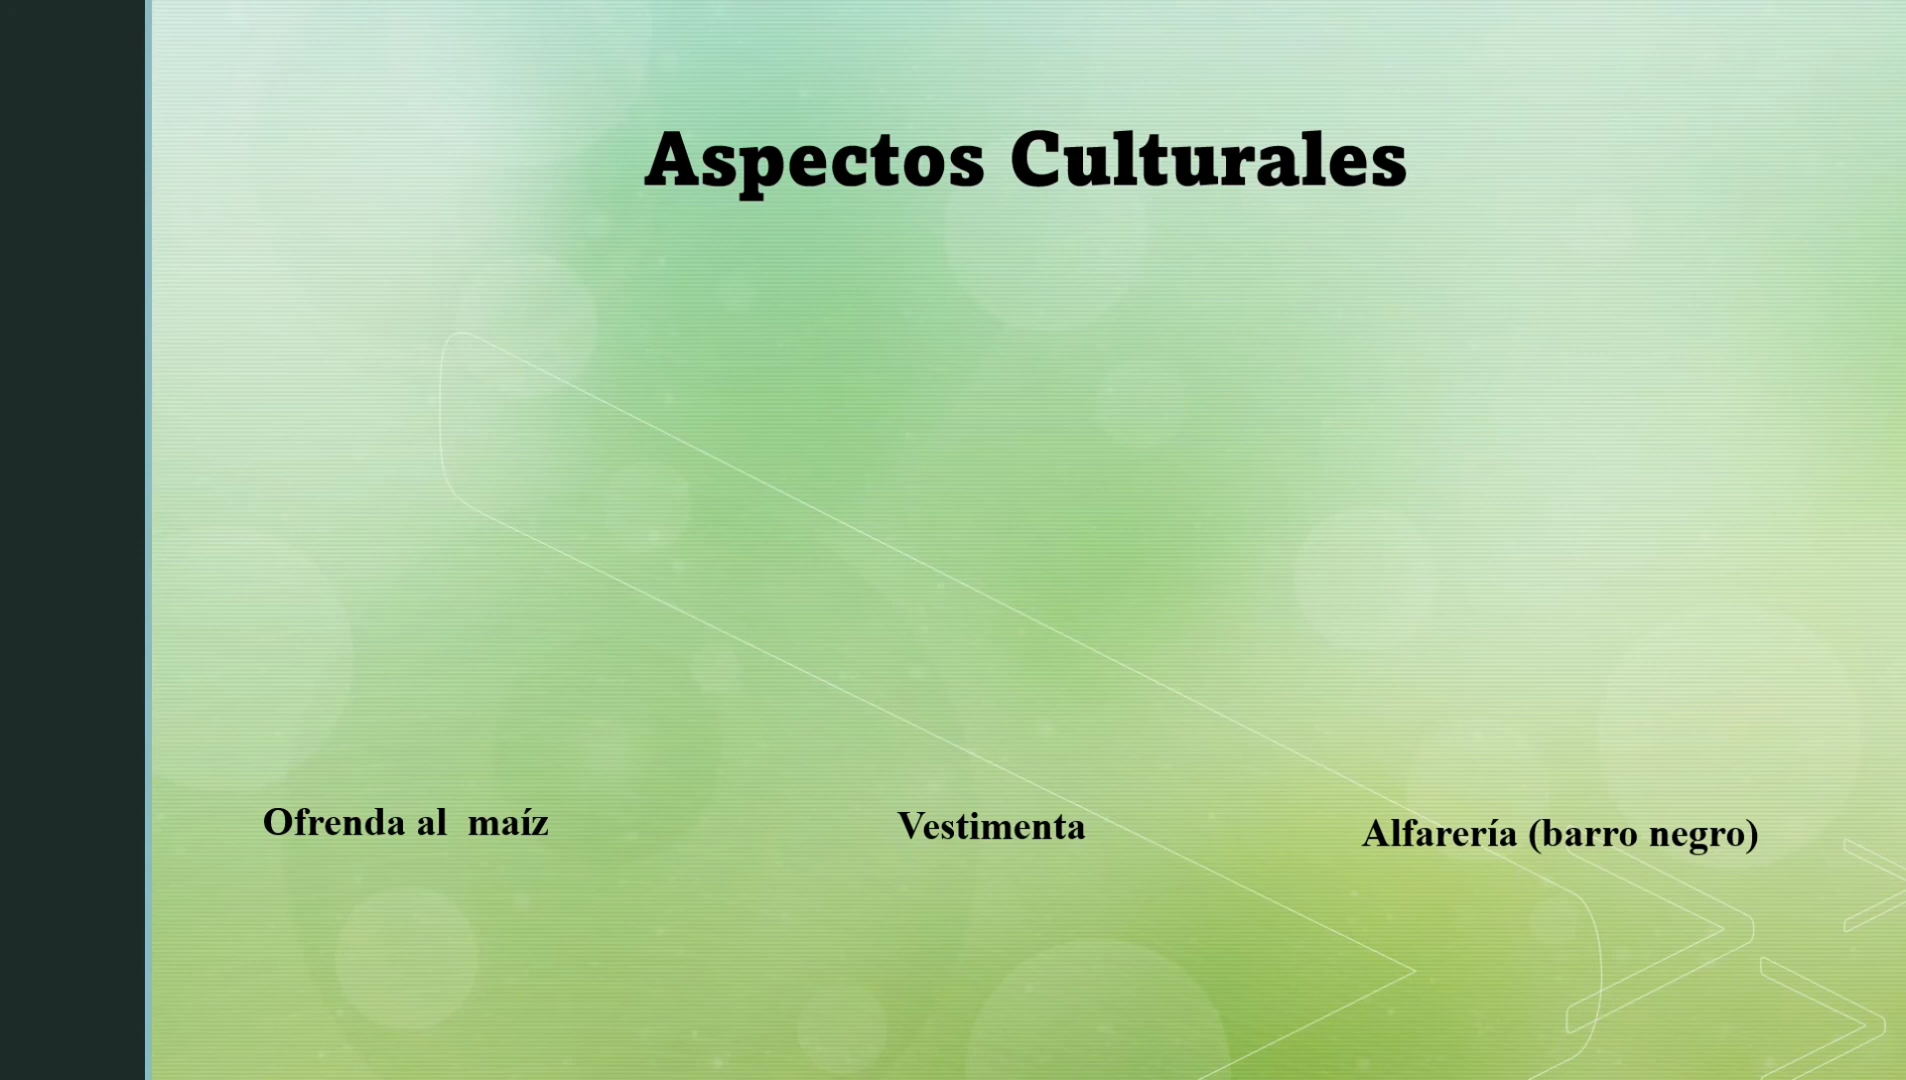 Aspectos Culturales
Ofrenda al  maíz
Vestimenta
Alfarería (barro negro)